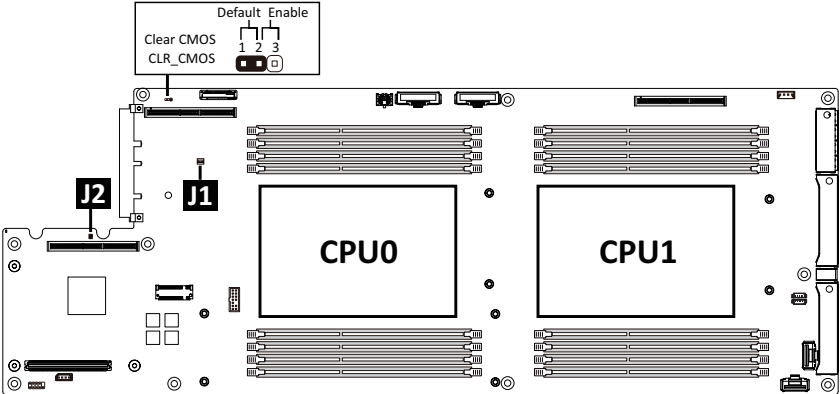 Default Enable
Clear CMOS
1 2 3
CLR_CMOS
J2
J1
CPU0
CPU1